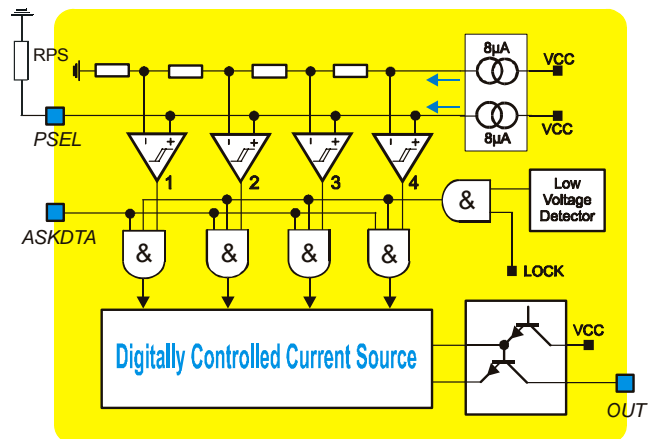 RPS
8µA
VCC
VCC
8µA
PSEL
- +
- +
- +
- +
1
2
3
4
Low
Voltage
Detector
&
ASKDTA
&
&
&
&
LOCK
Digitally Controlled Current Source
VCC
OUT